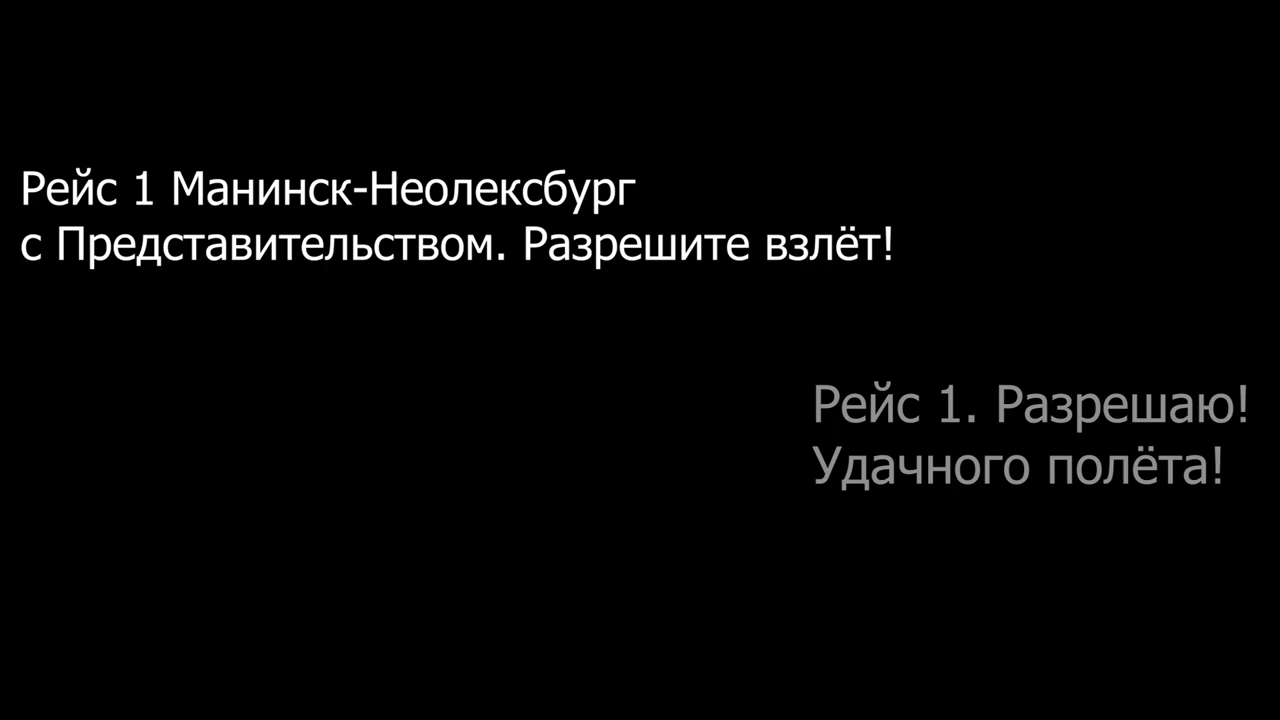 Рейс 1 Манинск-Неолексбург
с Представительством. Разрешите взлёт!
Рейс 1. Разрешаю!
Удачного полёта!